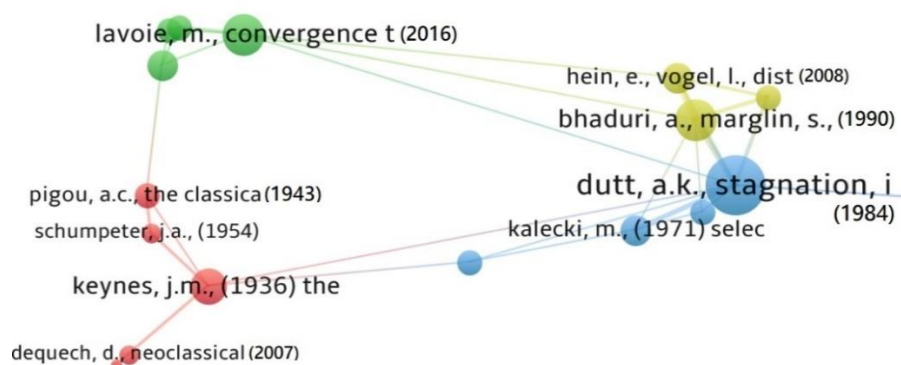 lavoie, m., convergence t (2016)
hein, e., vogel, l., dist (2008)
bhaduri, a., marglin, s., (1990)
dutt, a.k., stagnation, i
(1984)
pigou, a.c., the classica (1943)
schumpeter, j.a., (1954)
kalecki, m., (1971) selec
keynes, j.m., (1936) the
dequech, d., neoclassical (2007)